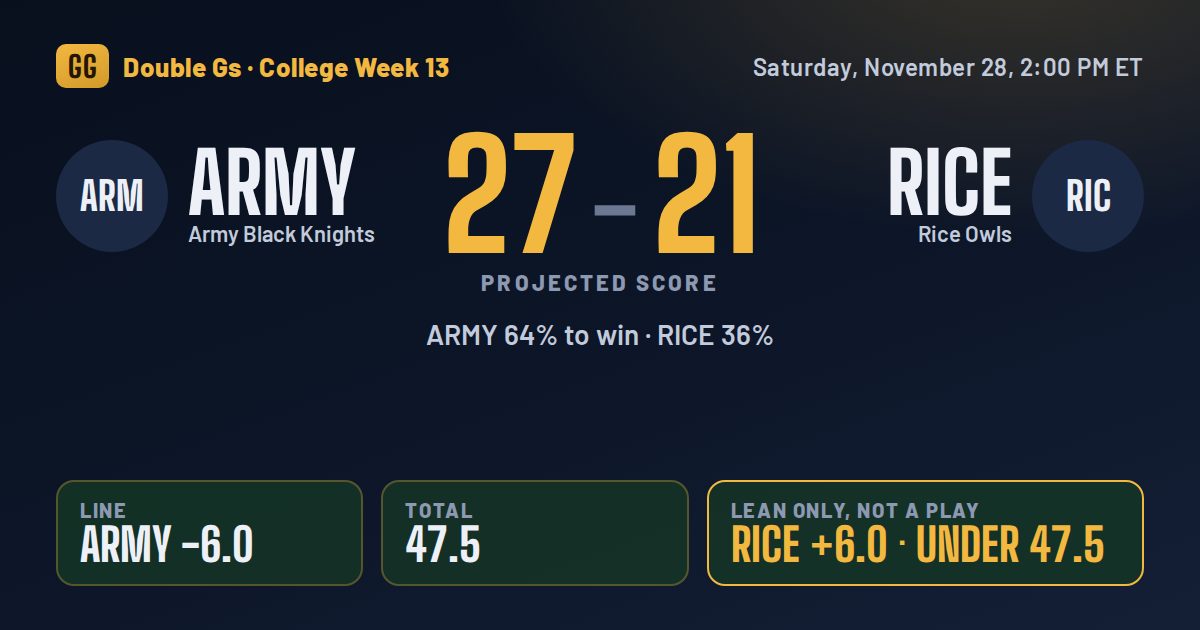 GG Double Gs · College Week 13
Saturday, November 28, 2:00 PM ET
ARM
ARMY
Army Black Knights
27 – 21
PROJECTED SCORE
ARMY 64% to win · RICE 36%
RICE
Rice Owls
RIC
LINE
ARMY −6.0
TOTAL
47.5
LEAN ONLY, NOT A PLAY
RICE +6.0 · UNDER 47.5